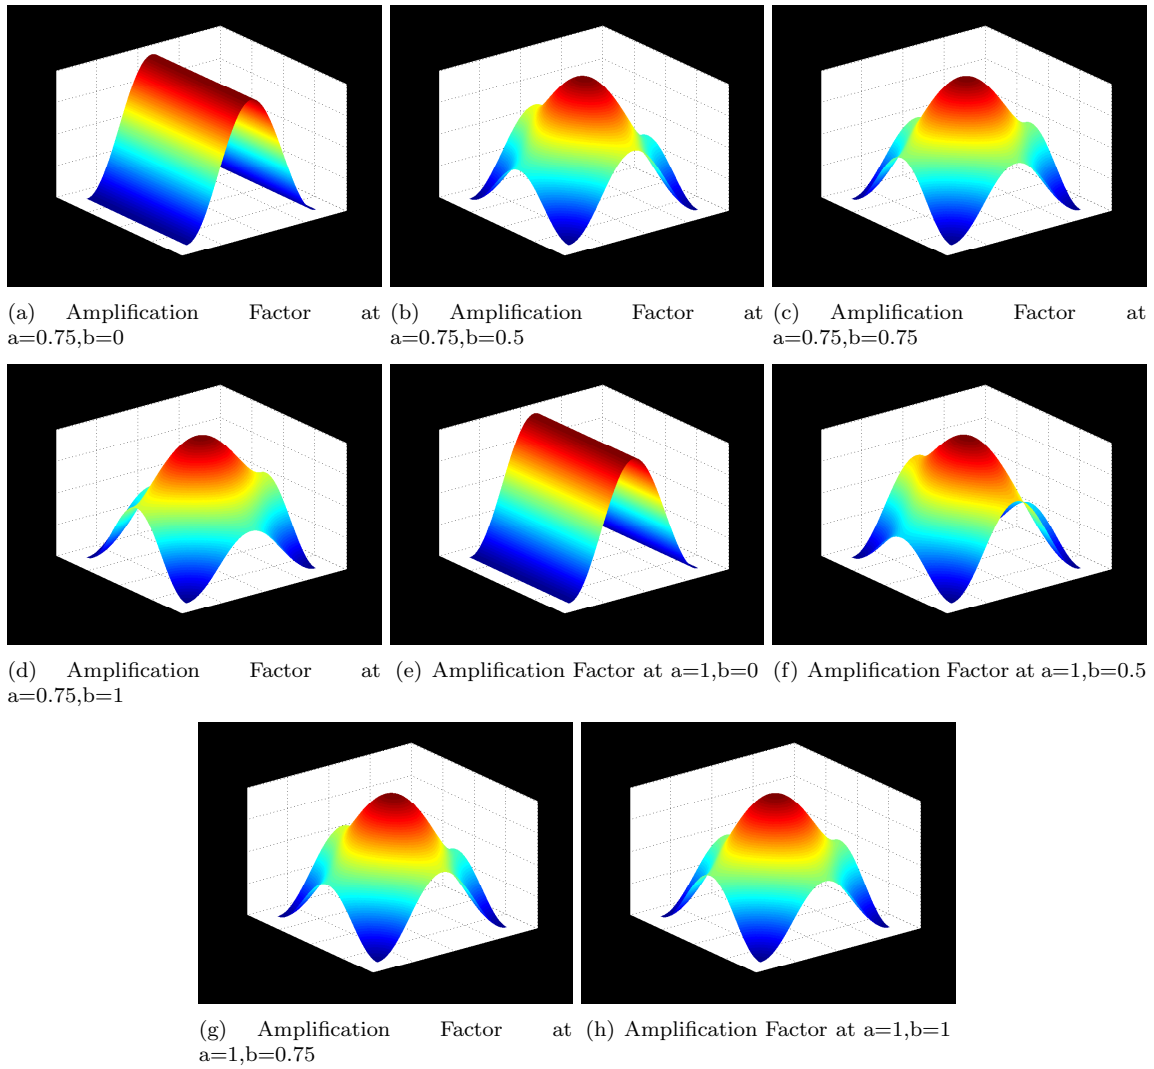 (a) Amplification Factor at
a=0.75,b=0
(b) Amplification Factor at
a=0.75,b=0.5
(c) Amplification Factor at
a=0.75,b=0.75
(d) Amplification Factor at
a=0.75,b=1
(e) Amplification Factor at a=1,b=0
(f) Amplification Factor at a=1,b=0.5
(g) Amplification Factor at
a=1,b=0.75
(h) Amplification Factor at a=1,b=1